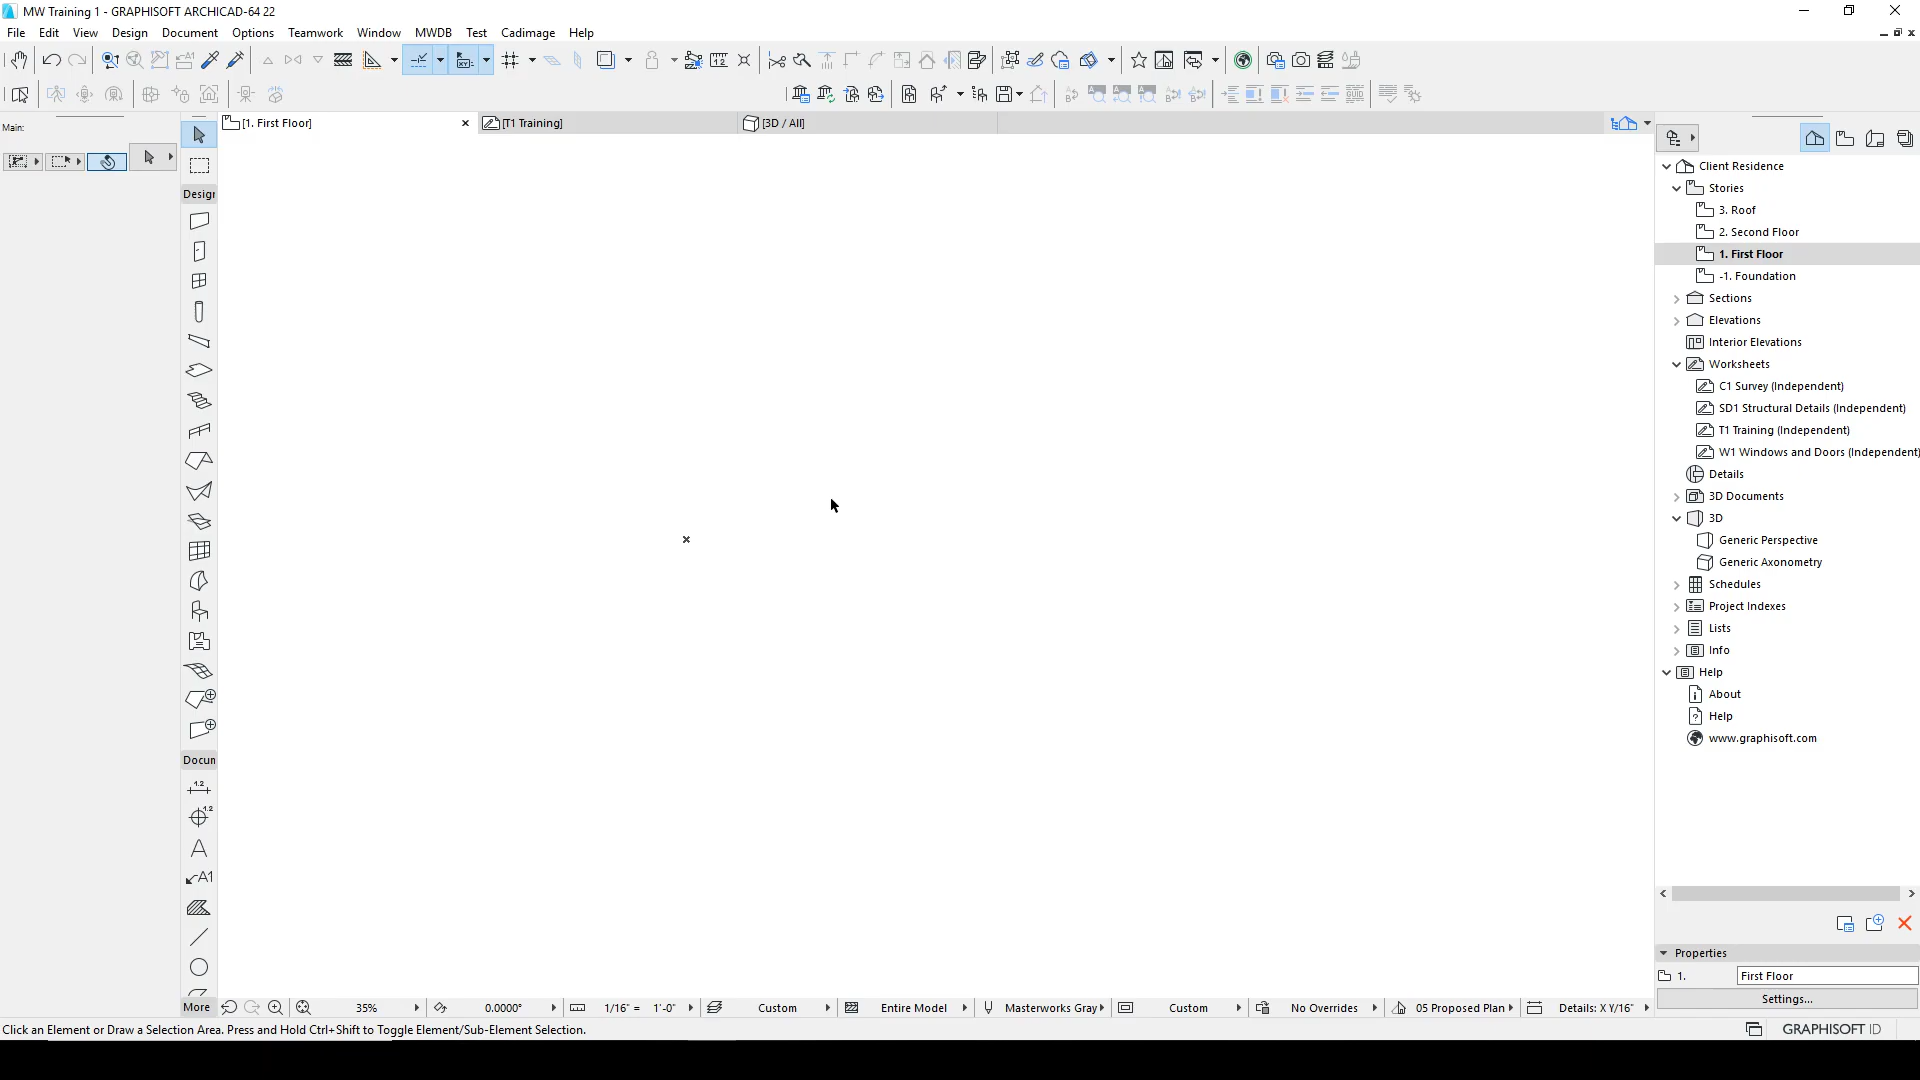 MW Training 1 - GRAPHISOFT ARCHICAD-64 22
File Edit View Design Document Options Teamwork Window MWDB Test Cadimage Help
Main:
[1. First Floor]
[T1 Training]
[3D / All]
Design
Docun
More
Client Residence
Stories
3. Roof
2. Second Floor
1. First Floor
-1. Foundation
Sections
Elevations
Interior Elevations
Worksheets
C1 Survey (Independent)
SD1 Structural Details (Independent)
T1 Training (Independent)
W1 Windows and Doors (Independent)
Details
3D Documents
3D
Generic Perspective
Generic Axonometry
Schedules
Project Indexes
Lists
Info
Help
About
Help
www.graphisoft.com
Properties
1. First Floor
Settings...
35% 0.0000° 1/16" = 1'-0" Custom Entire Model Masterworks Gray Custom No Overrides 05 Proposed Plan Details: X Y/16"
Click an Element or Draw a Selection Area. Press and Hold Ctrl+Shift to Toggle Element/Sub-Element Selection.
GRAPHISOFT ID